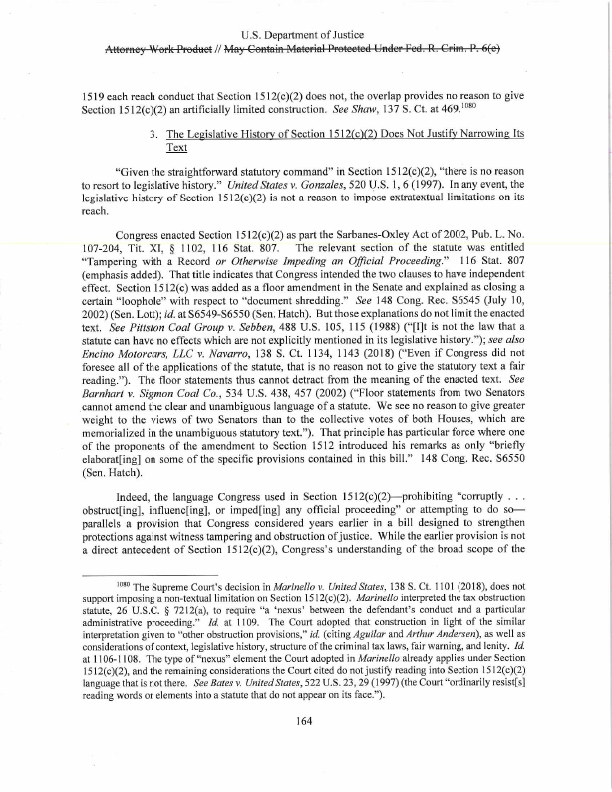 U.S. Department of Justice
Attorney Work Product // May Contain Material Protected Under Fed. R. Crim. P. 6(e)
1519 each reach conduct that Section 1512(c)(2) does not, the overlap provides no reason to give
Section 1512(c)(2) an artificially limited construction. See Shaw, 137 S. Ct. at 469.1080
3. The Legislative History of Section 1512(c)(2) Does Not Justify Narrowing Its
Text
“Given the straightforward statutory command” in Section 1512(c)(2), “there is no reason
to resort to legislative history.” United States v. Gonzales, 520 U.S. 1, 6 (1997). In any event, the
legislative history of Section 1512(c)(2) is not a reason to impose extratextual limitations on its
reach.
Congress enacted Section 1512(c)(2) as part the Sarbanes-Oxley Act of 2002, Pub. L. No.
107-204, Tit. XI, § 1102, 116 Stat. 807. The relevant section of the statute was entitled
“Tampering with a Record or Otherwise Impeding an Official Proceeding.” 116 Stat. 807
(emphasis added). That title indicates that Congress intended the two clauses to have independent
effect. Section 1512(c) was added as a floor amendment in the Senate and explained as closing a
certain “loophole” with respect to “document shredding.” See 148 Cong. Rec. S6545 (July 10,
2002) (Sen. Lott); id. at S6549-S6550 (Sen. Hatch). But those explanations do not limit the enacted
text. See Pittston Coal Group v. Sebben, 488 U.S. 105, 115 (1988) (“[I]t is not the law that a
statute can have no effects which are not explicitly mentioned in its legislative history.”); see also
Encino Motorcars, LLC v. Navarro, 138 S. Ct. 1134, 1143 (2018) (“Even if Congress did not
foresee all of the applications of the statute, that is no reason not to give the statutory text a fair
reading.”). The floor statements thus cannot detract from the meaning of the enacted text. See
Barnhart v. Sigmon Coal Co., 534 U.S. 438, 457 (2002) (“Floor statements from two Senators
cannot amend the clear and unambiguous language of a statute. We see no reason to give greater
weight to the views of two Senators than to the collective votes of both Houses, which are
memorialized in the unambiguous statutory text.”). That principle has particular force where one
of the proponents of the amendment to Section 1512 introduced his remarks as only “briefly
elaborat[ing] on some of the specific provisions contained in this bill.” 148 Cong. Rec. S6550
(Sen. Hatch).
Indeed, the language Congress used in Section 1512(c)(2)—prohibiting “corruptly . . .
obstruct[ing], influenc[ing], or imped[ing] any official proceeding” or attempting to do so—
parallels a provision that Congress considered years earlier in a bill designed to strengthen
protections against witness tampering and obstruction of justice. While the earlier provision is not
a direct antecedent of Section 1512(c)(2), Congress’s understanding of the broad scope of the
1080 The Supreme Court’s decision in Marinello v. United States, 138 S. Ct. 1101 (2018), does not
support imposing a non-textual limitation on Section 1512(c)(2). Marinello interpreted the tax obstruction
statute, 26 U.S.C. § 7212(a), to require “a ‘nexus’ between the defendant’s conduct and a particular
administrative proceeding.” Id. at 1109. The Court adopted that construction in light of the similar
interpretation given to “other obstruction provisions,” id. (citing Aguilar and Arthur Andersen), as well as
considerations of context, legislative history, structure of the criminal tax laws, fair warning, and lenity. Id.
at 1106-1108. The type of “nexus” element the Court adopted in Marinello already applies under Section
1512(c)(2), and the remaining considerations the Court cited do not justify reading into Section 1512(c)(2)
language that is not there. See Bates v. United States, 522 U.S. 23, 29 (1997) (the Court “ordinarily resist[s]
reading words or elements into a statute that do not appear on its face.”).
164